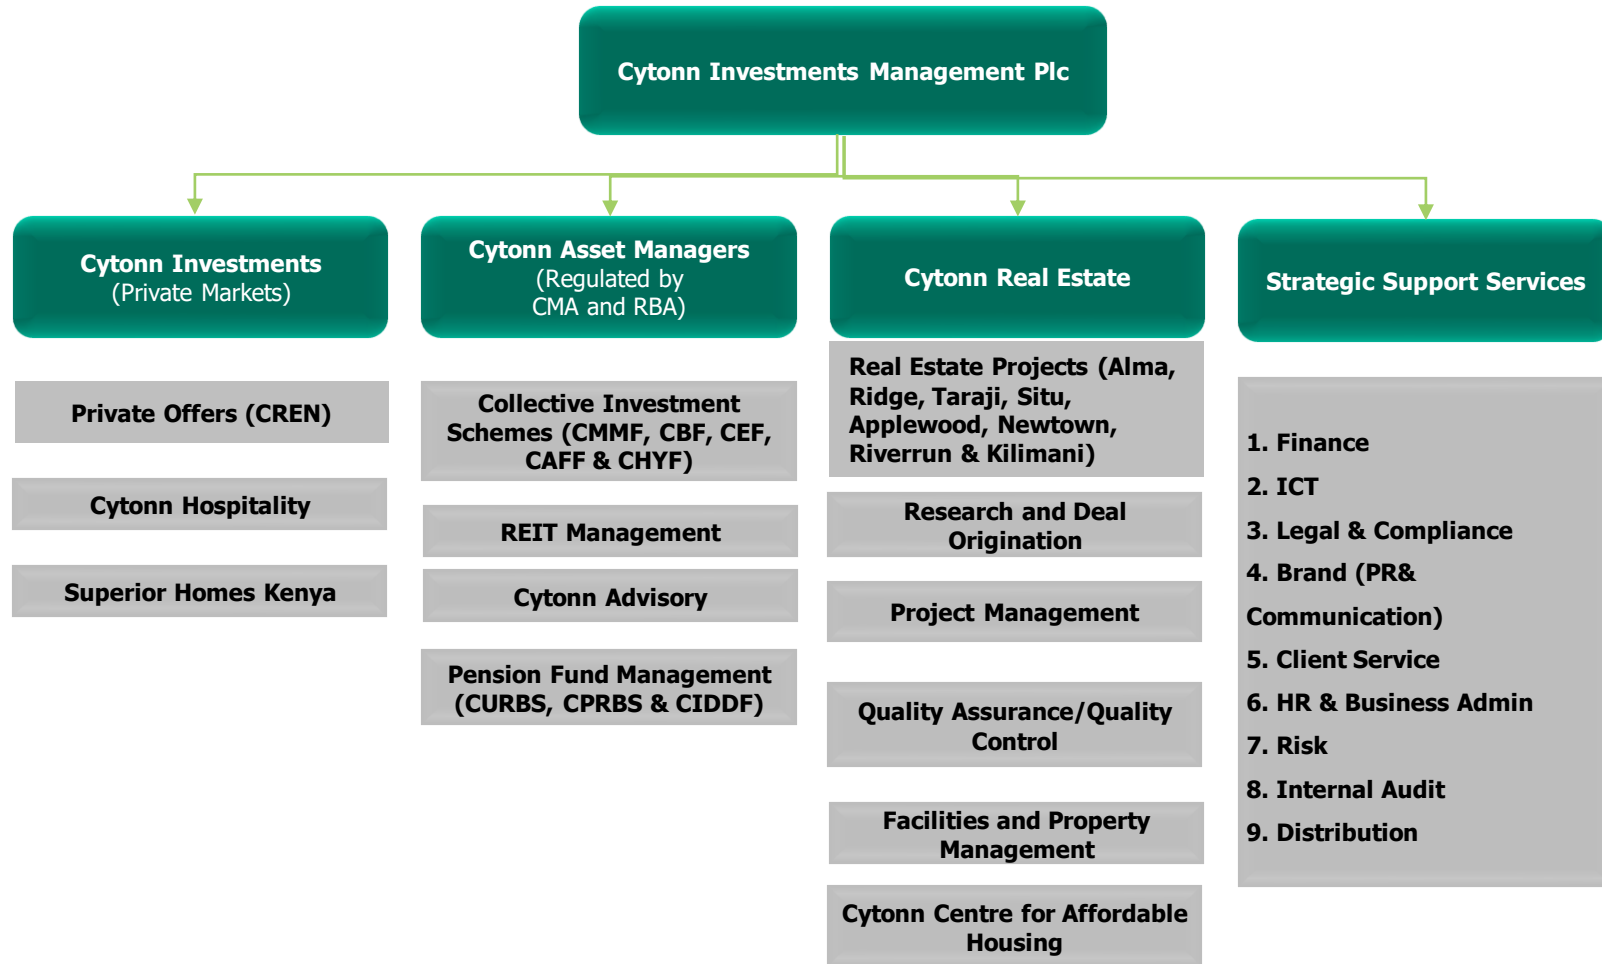 Cytonn Investments Management Plc
Cytonn Investments
(Private Markets)
Private Offers (CREN)
Cytonn Hospitality
Superior Homes Kenya
Cytonn Asset Managers
(Regulated by
CMA and RBA)
Collective Investment
Schemes (CMMF, CBF, CEF,
CAFF & CHYF)
REIT Management
Cytonn Advisory
Pension Fund Management
(CURBS, CPRBS & CIDDF)
Cytonn Real Estate
Real Estate Projects (Alma,
Ridge, Taraji, Situ,
Applewood, Newtown,
Riverrun & Kilimani)
Research and Deal
Origination
Project Management
Quality Assurance/Quality
Control
Facilities and Property
Management
Cytonn Centre for Affordable
Housing
Strategic Support Services
1. Finance
2. ICT
3. Legal & Compliance
4. Brand (PR&
Communication)
5. Client Service
6. HR & Business Admin
7. Risk
8. Internal Audit
9. Distribution